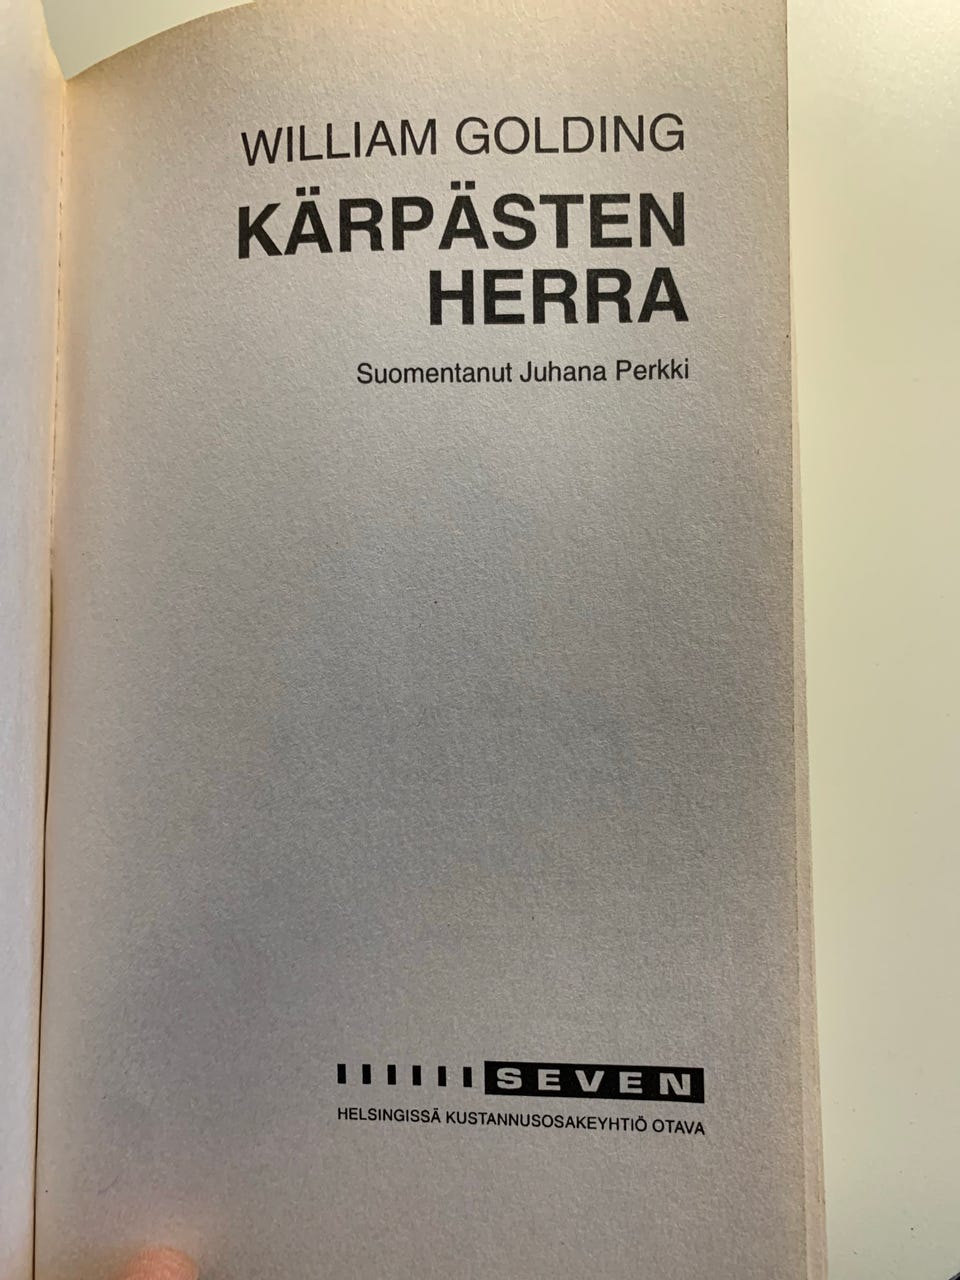 WILLIAM GOLDING
KÄRPÄSTEN
HERRA
Suomentanut Juhana Perkki
SEVEN
HELSINGISSÄ KUSTANNUSOSAKEYHTIÖ OTAVA